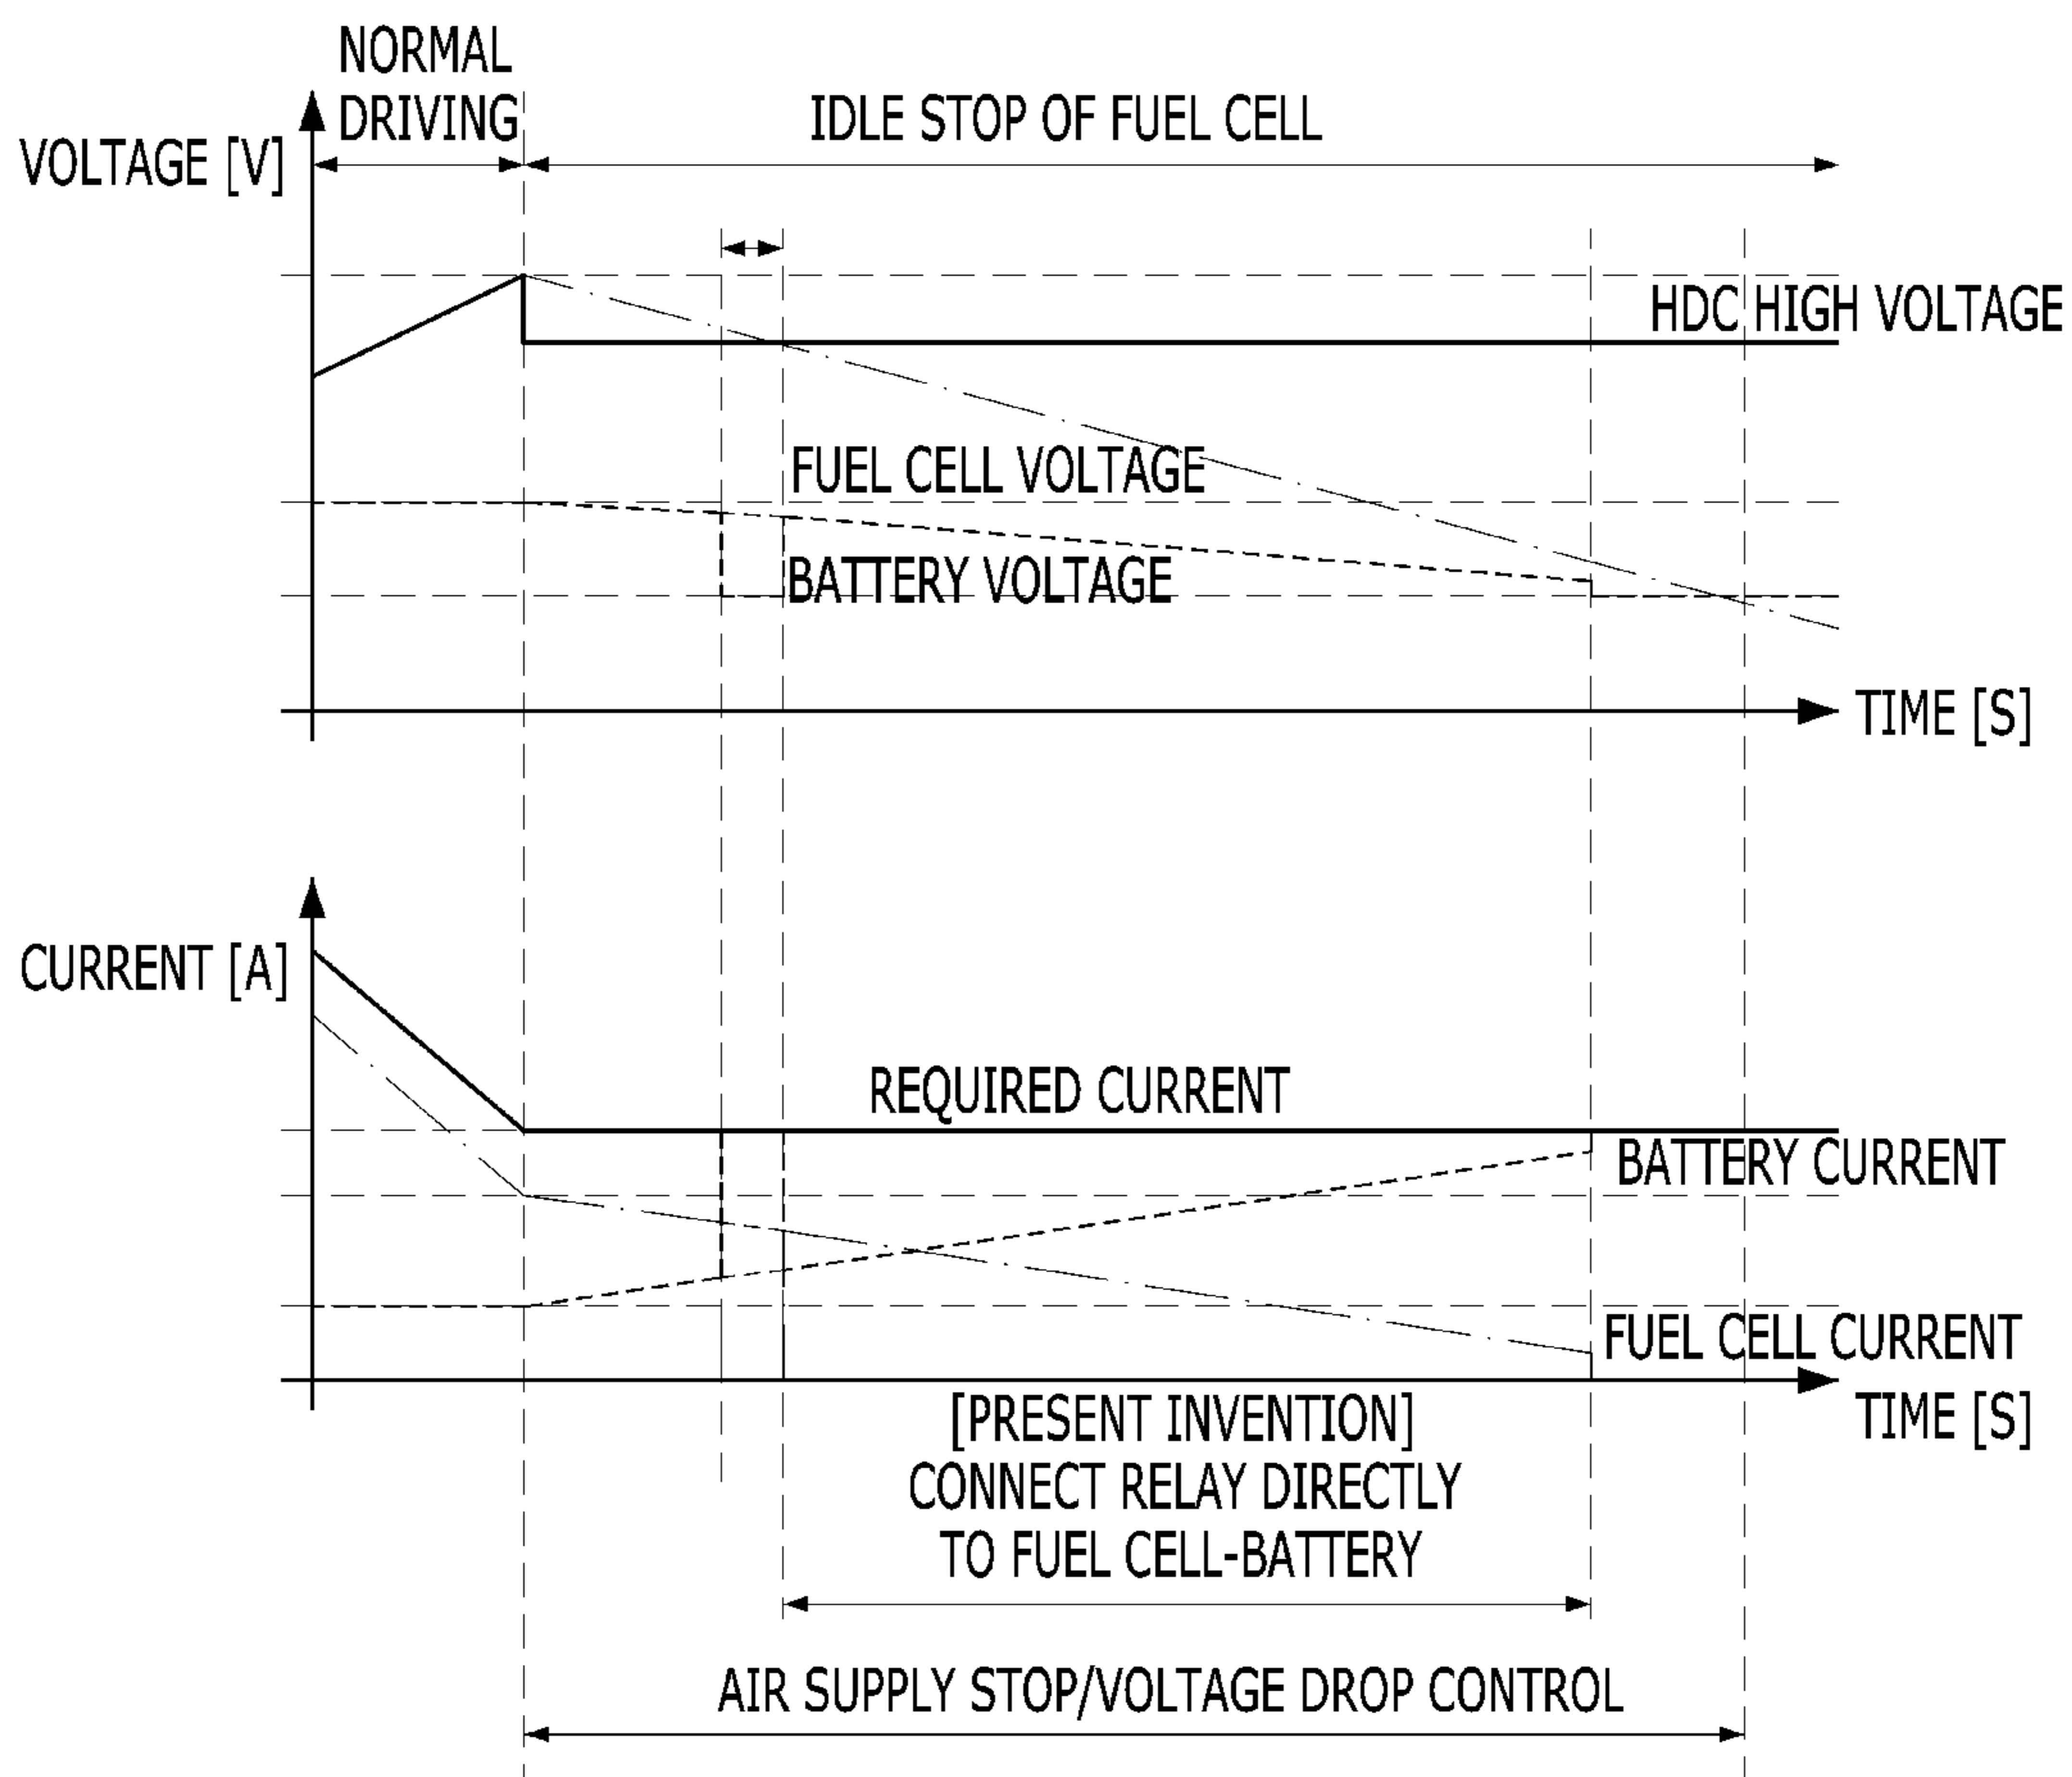 NORMAL
DRIVING
IDLE STOP OF FUEL CELL
VOLTAGE [V]
HDC HIGH VOLTAGE
FUEL CELL VOLTAGE
BATTERY VOLTAGE
TIME [S]
CURRENT [A]
REQUIRED CURRENT
BATTERY CURRENT
FUEL CELL CURRENT
TIME [S]
[PRESENT INVENTION]
CONNECT RELAY DIRECTLY
TO FUEL CELL-BATTERY
AIR SUPPLY STOP/VOLTAGE DROP CONTROL